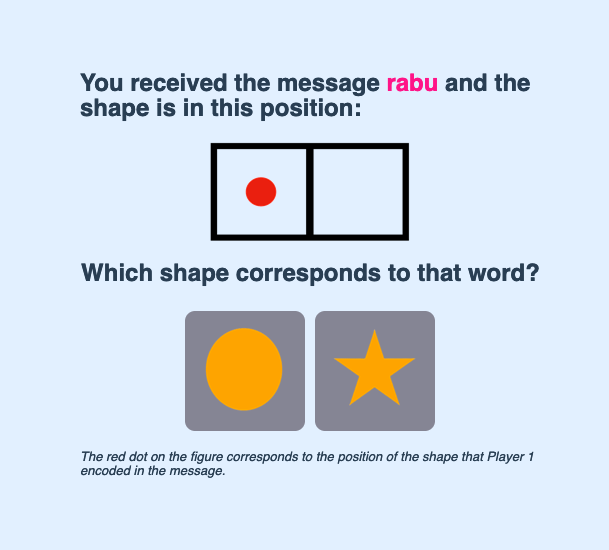 You received the message rabu and the
shape is in this position:
Which shape corresponds to that word?
The red dot on the figure corresponds to the position of the shape that Player 1
encoded in the message.